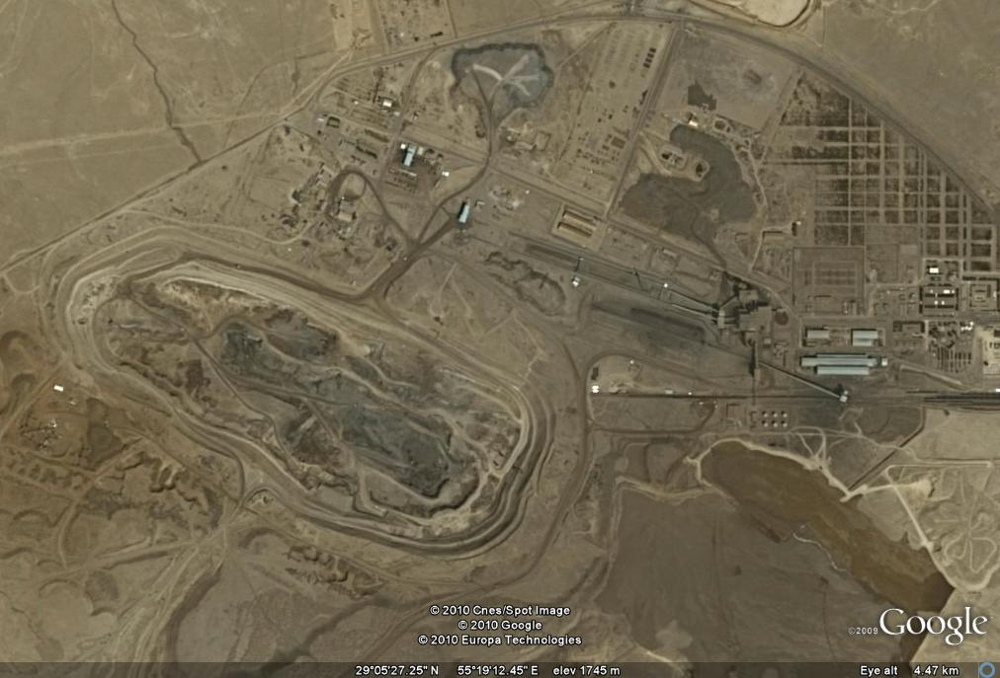 © 2010 Cnes/Spot Image
© 2010 Google
© 2010 Europa Technologies
©2009 Google
29°05'27.25" N 55°19'12.45" E elev 1745 m
Eye alt 4.47 km